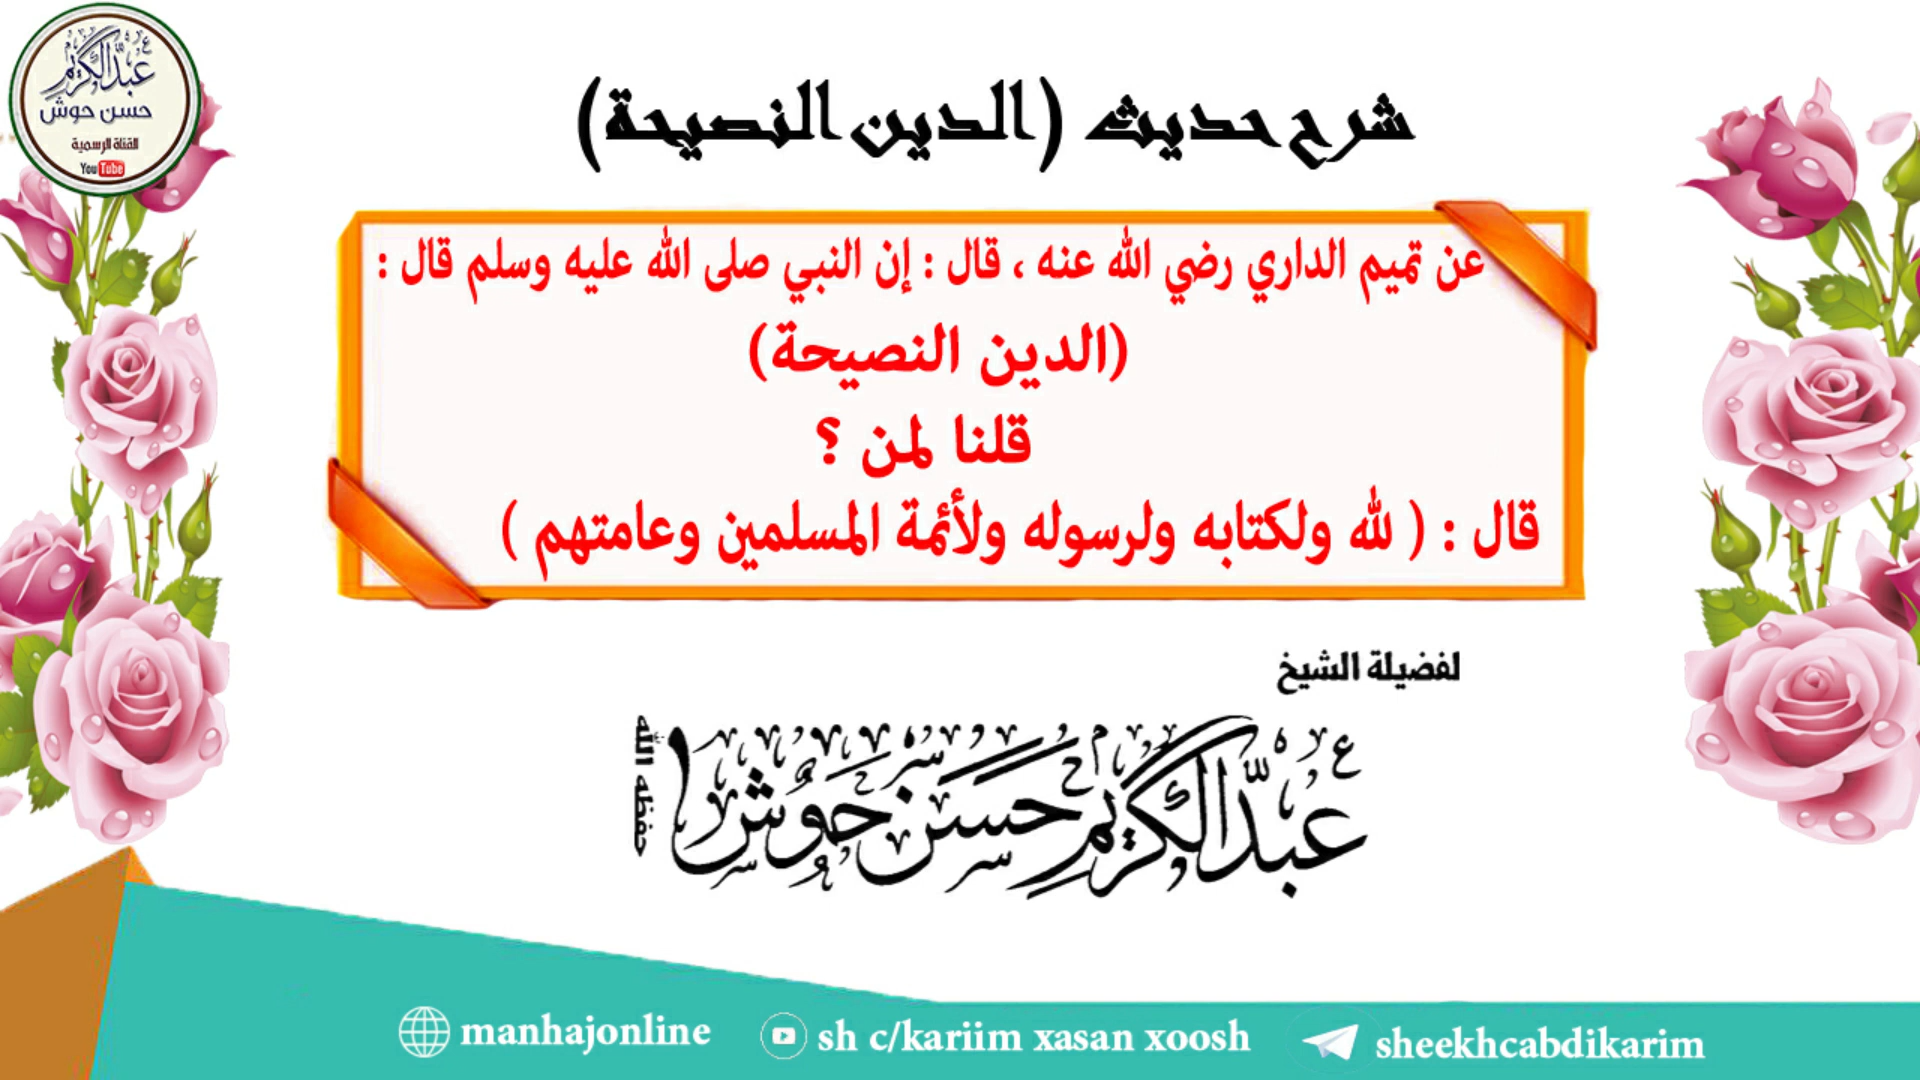 عبدالكريم
حسن حوش
القناة الرسمية
YouTube
شرح حديث (الدين النصيحة)
عن تميم الداري رضي الله عنه ، قال : إن النبي صلى الله عليه وسلم قال :
(الدين النصيحة)
قلنا لمن ؟
قال : ( لله ولكتابه ولرسوله ولأئمة المسلمين وعامتهم )
لفضيلة الشيخ
عبدالكريم حسن حوش
حفظه الله
manhajonline
sh c/kariim xasan xoosh
sheekhcabdikarim